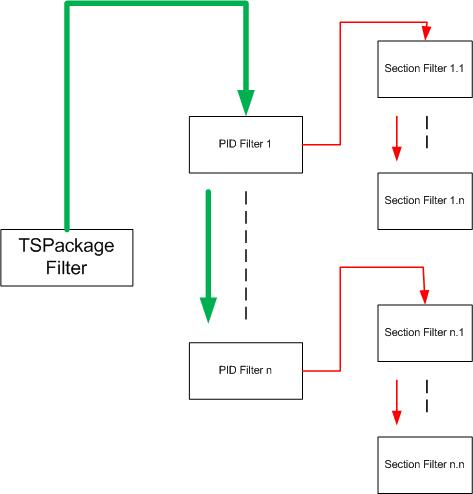 Section Filter 1.1
PID Filter 1
Section Filter 1.n
TSPackage
Filter
Section Filter n.1
PID Filter n
Section Filter n.n